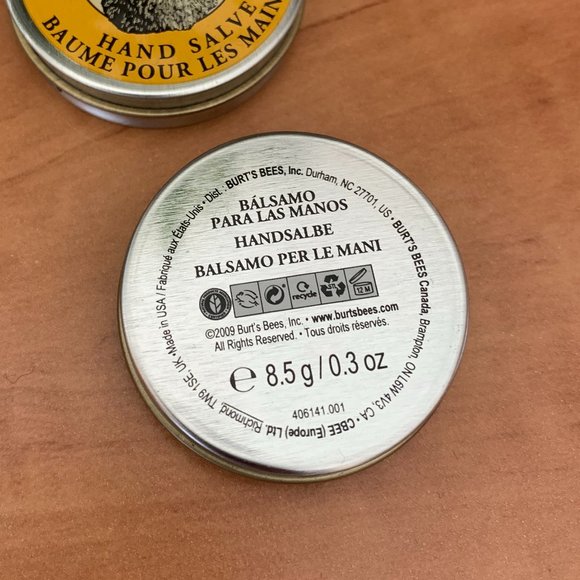 HAND SALVE
BAUME POUR LES MAINS
Dist.: BURT'S BEES, Inc. Durham, NC 27701, US • BURT'S BEES Canada, Brampton, ON L6W 4V3, CA • CBEE (Europe) Ltd. Richmond, TW9 1SE, UK • Made in USA / Fabriqué aux États-Unis •
BÁLSAMO
PARA LAS MANOS
HANDSALBE
BALSAMO PER LE MANI
recycle
STL
12 M
©2009 Burt's Bees, Inc. • www.burtsbees.com
All Rights Reserved. • Tous droits réservés.
℮ 8.5 g / 0.3 oz
406141.001